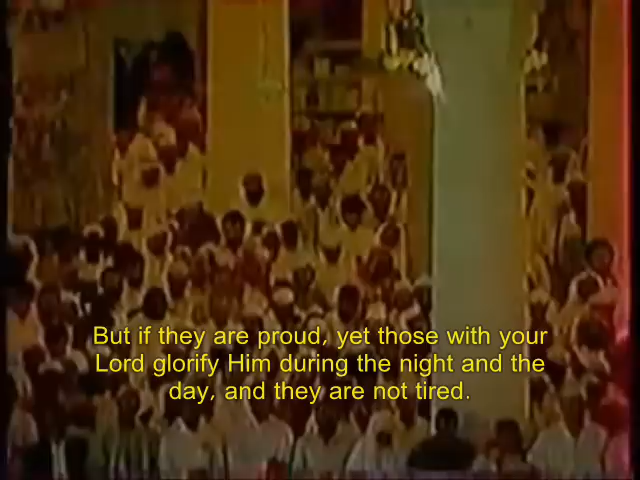 But if they are proud, yet those with your
Lord glorify Him during the night and the
day, and they are not tired.